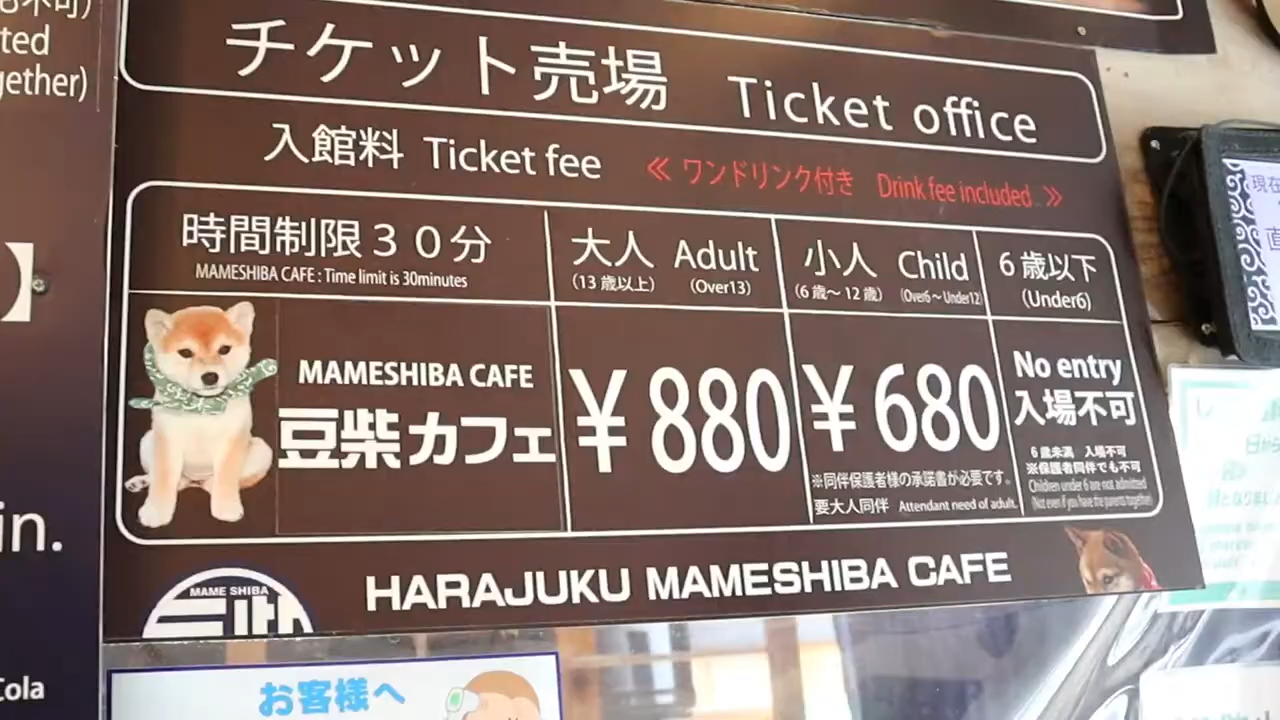 も不可)
ted
gether)
チケット売場 Ticket office
入館料 Ticket fee 《 ワンドリンク付き Drink fee included 》
時間制限30分
MAMESHIBA CAFE : Time limit is 30minutes
大人 Adult
(13歳以上) (Over13)
小人 Child
(6歳〜12歳) (Over6〜Under12)
6歳以下
(Under6)
MAMESHIBA CAFE
豆柴カフェ
¥880
¥680
※同伴保護者様の承諾書が必要です。
要大人同伴 Attendant need of adult.
No entry
入場不可
6歳未満 入場不可
※保護者同伴でも不可
Children under 6 are not admitted
(Not even if you have the parents together)
HARAJUKU MAMESHIBA CAFE
MAME SHIBA
】
in.
Cola
お客様へ
現在